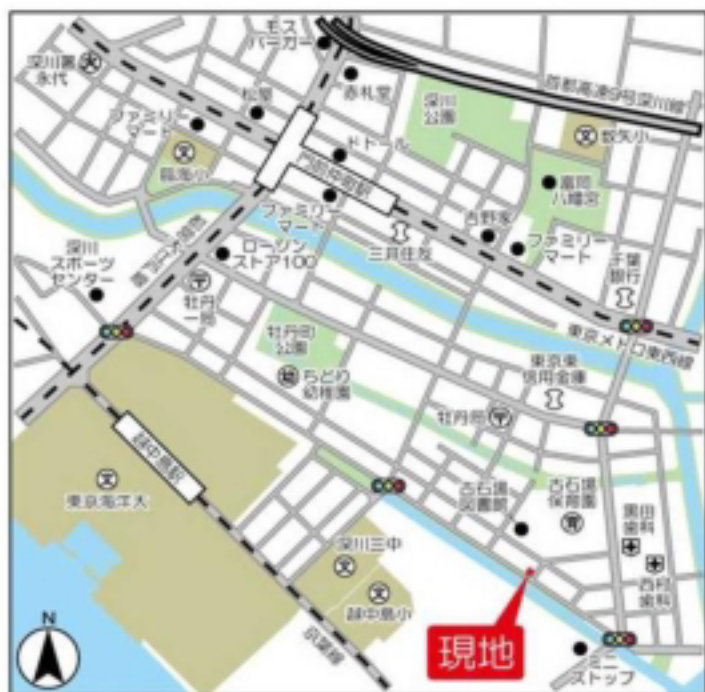 モス
バーガー
深川署
永代
松屋
赤札堂
首都高速9号深川線
深川
公園
ファミリー
マート
ドトール
数矢小
臨海小
門前仲町駅
富岡
八幡宮
ファミリー
マート
吉野家
三井住友
ファミリー
マート
千葉
銀行
深川
スポーツ
センター
ローソン
ストア100
牡丹
一局
東京メトロ東西線
牡丹町
公園
ちどり
幼稚園
東京東
信用金庫
牡丹局
越中島駅
東京海洋大
古石場
図書館
古石場
保育園
黒田
歯科
西村
歯科
深川三中
越中島小
京葉線
現地
ミニ
ストップ
N